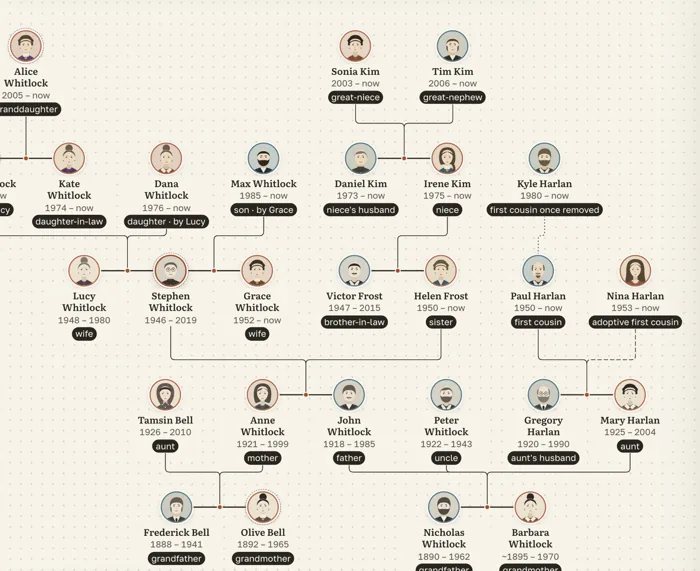 Alice
Whitlock
2005 – now
randdaughter
Sonia Kim
2003 – now
great-niece
Tim Kim
2006 – now
great-nephew
ock
w
cy
Kate
Whitlock
1974 – now
daughter-in-law
Dana
Whitlock
1976 – now
daughter · by Lucy
Max Whitlock
1985 – now
son · by Grace
Daniel Kim
1973 – now
niece's husband
Irene Kim
1975 – now
niece
Kyle Harlan
1980 – now
first cousin once removed
Lucy
Whitlock
1948 – 1980
wife
Stephen
Whitlock
1946 – 2019
Grace
Whitlock
1952 – now
wife
Victor Frost
1947 – 2015
brother-in-law
Helen Frost
1950 – now
sister
Paul Harlan
1950 – now
first cousin
Nina Harlan
1953 – now
adoptive first cousin
Tamsin Bell
1926 – 2010
aunt
Anne
Whitlock
1921 – 1999
mother
John
Whitlock
1918 – 1985
father
Peter
Whitlock
1922 – 1943
uncle
Gregory
Harlan
1920 – 1990
aunt's husband
Mary Harlan
1925 – 2004
aunt
Frederick Bell
1888 – 1941
grandfather
Olive Bell
1892 – 1965
grandmother
Nicholas
Whitlock
1890 – 1962
grandfather
Barbara
Whitlock
~1895 – 1970
grandmother